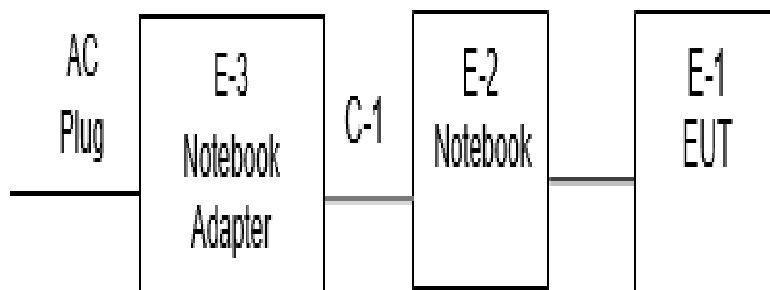 AC
Plug
E-3
Notebook
Adapter
C-1
E-2
Notebook
E-1
EUT